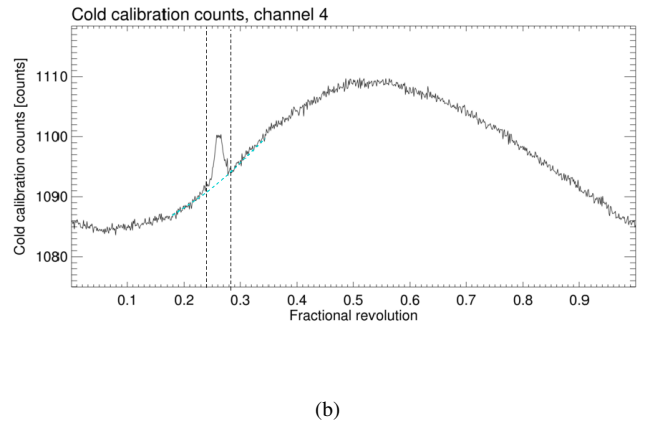 Cold calibration counts, channel 4
Cold calibration counts [counts]
1110
1100
1090
1080
0.1 0.2 0.3 0.4 0.5 0.6 0.7 0.8 0.9
Fractional revolution
(b)